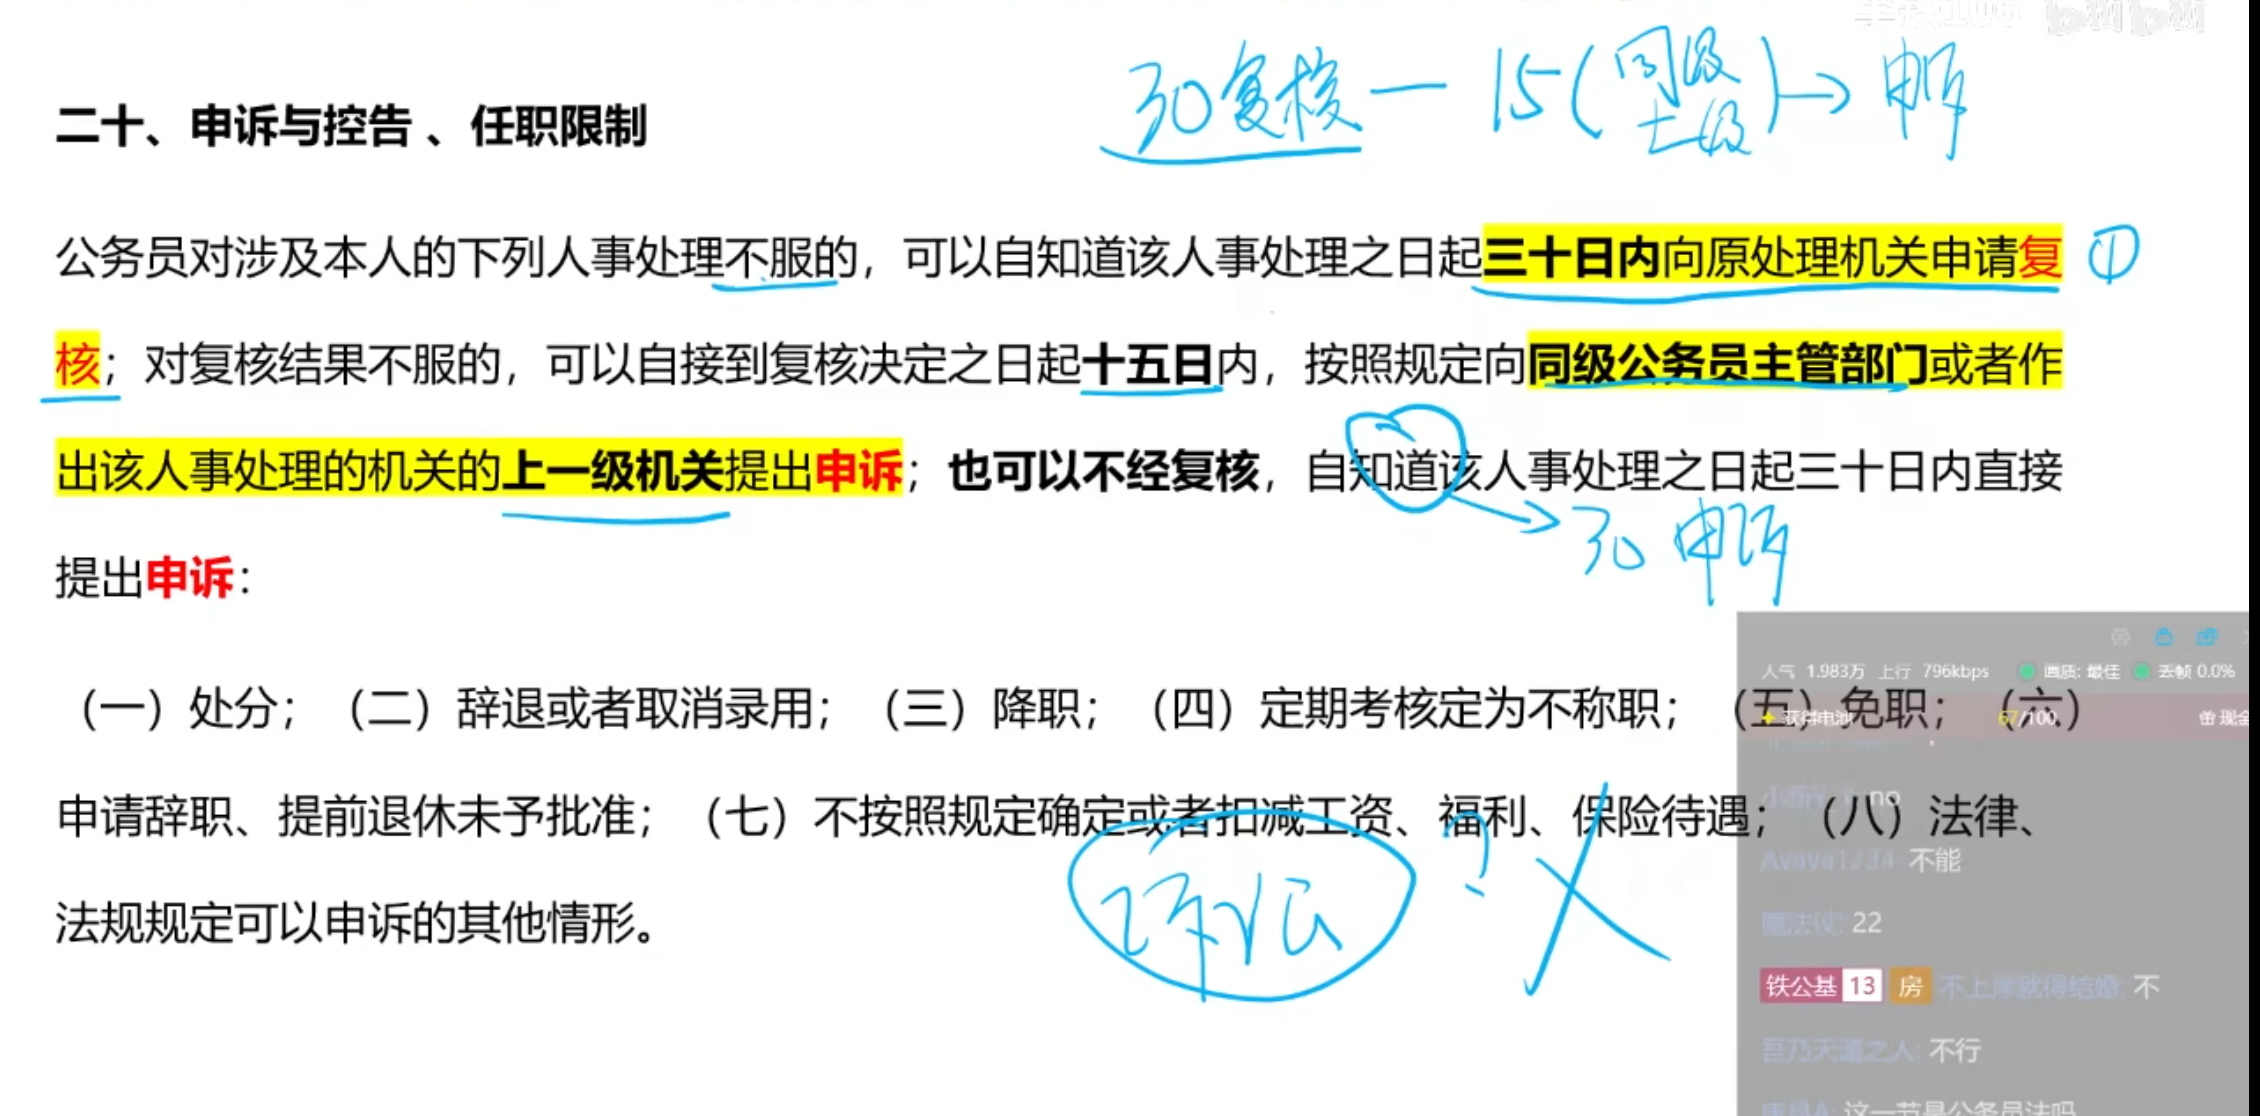 bilibili
30复核 — 15(同级 上级)→ 申诉
二十、申诉与控告 、任职限制
公务员对涉及本人的下列人事处理不服的，可以自知道该人事处理之日起三十日内向原处理机关申请复 ①
核；对复核结果不服的，可以自接到复核决定之日起十五日内，按照规定向同级公务员主管部门或者作
出该人事处理的机关的上一级机关提出申诉；也可以不经复核，自知道该人事处理之日起三十日内直接
→ 30 申诉
提出申诉：
（一）处分；（二）辞退或者取消录用；（三）降职；（四）定期考核定为不称职；（五）免职；（六）
申请辞职、提前退休未予批准；（七）不按照规定确定或者扣减工资、福利、保险待遇；（八）法律、
法规规定可以申诉的其他情形。
诉讼 ？
人气 1.983万 上行 796kbps 画质: 最佳 丢帧 0.0%
获得电池 67/100 现金
no
不能
魔法仪: 22
铁公基 13 房 不上岸就得结婚: 不
吾乃天道之人: 不行
这一节是公务员法吗